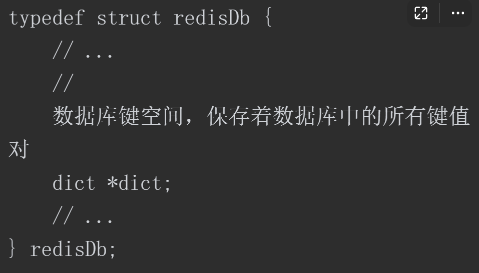 typedef struct redisDb {
// ...
//
数据库键空间，保存着数据库中的所有键值
对
dict *dict;
// ...
} redisDb;